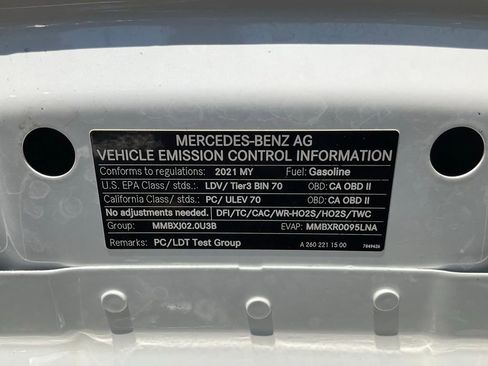 MERCEDES-BENZ AG
VEHICLE EMISSION CONTROL INFORMATION
Conforms to regulations: 2021 MY Fuel: Gasoline
U.S. EPA Class/ stds.: LDV/ Tier3 BIN 70 OBD: CA OBD II
California Class/ stds.: PC/ ULEV 70 OBD: CA OBD II
No adjustments needed. DFI/TC/CAC/WR-HO2S/HO2S/TWC
Group: MMBXJ02.0U3B EVAP: MMBXR0095LNA
Remarks: PC/LDT Test Group A 260 221 15 00 7849426